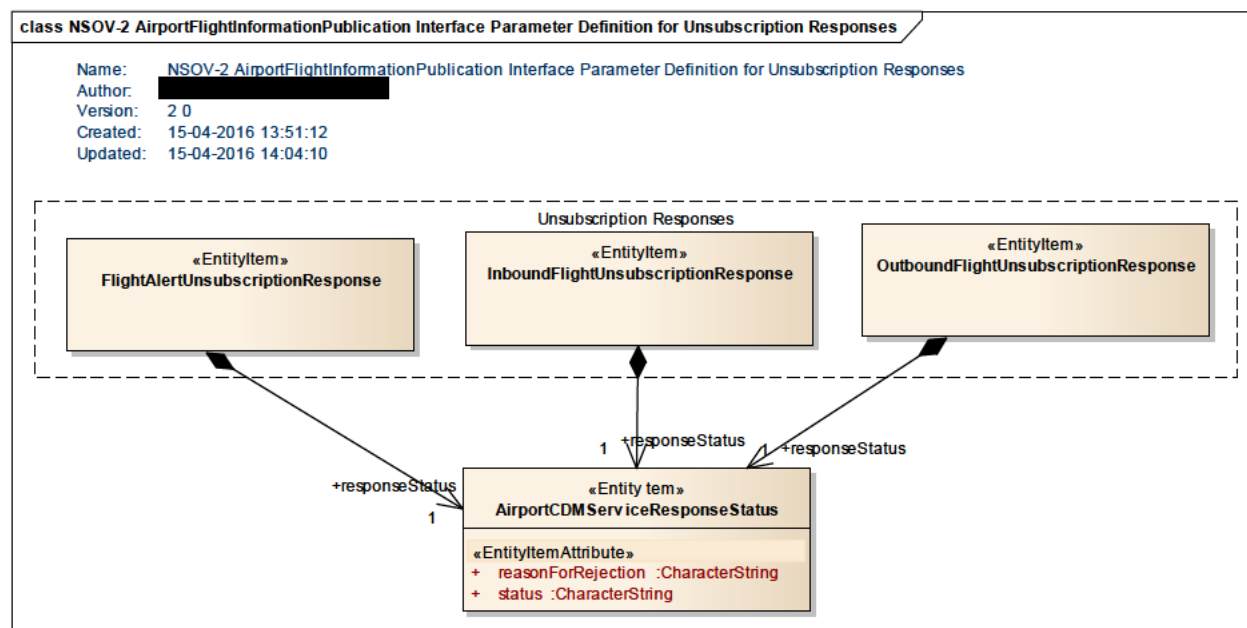 class NSOV-2 AirportFlightInformationPublication Interface Parameter Definition for Unsubscription Responses
Name: NSOV-2 AirportFlightInformationPublication Interface Parameter Definition for Unsubscription Responses
Author:
Version: 2 0
Created: 15-04-2016 13:51:12
Updated: 15-04-2016 14:04:10
Unsubscription Responses
«EntityItem»
FlightAlertUnsubscriptionResponse
«EntityItem»
InboundFlightUnsubscriptionResponse
«EntityItem»
OutboundFlightUnsubscriptionResponse
+responseStatus
1
+responseStatus
1
+responseStatus
1
«Entity tem»
AirportCDMServiceResponseStatus
«EntityItemAttribute»
+ reasonForRejection :CharacterString
+ status :CharacterString